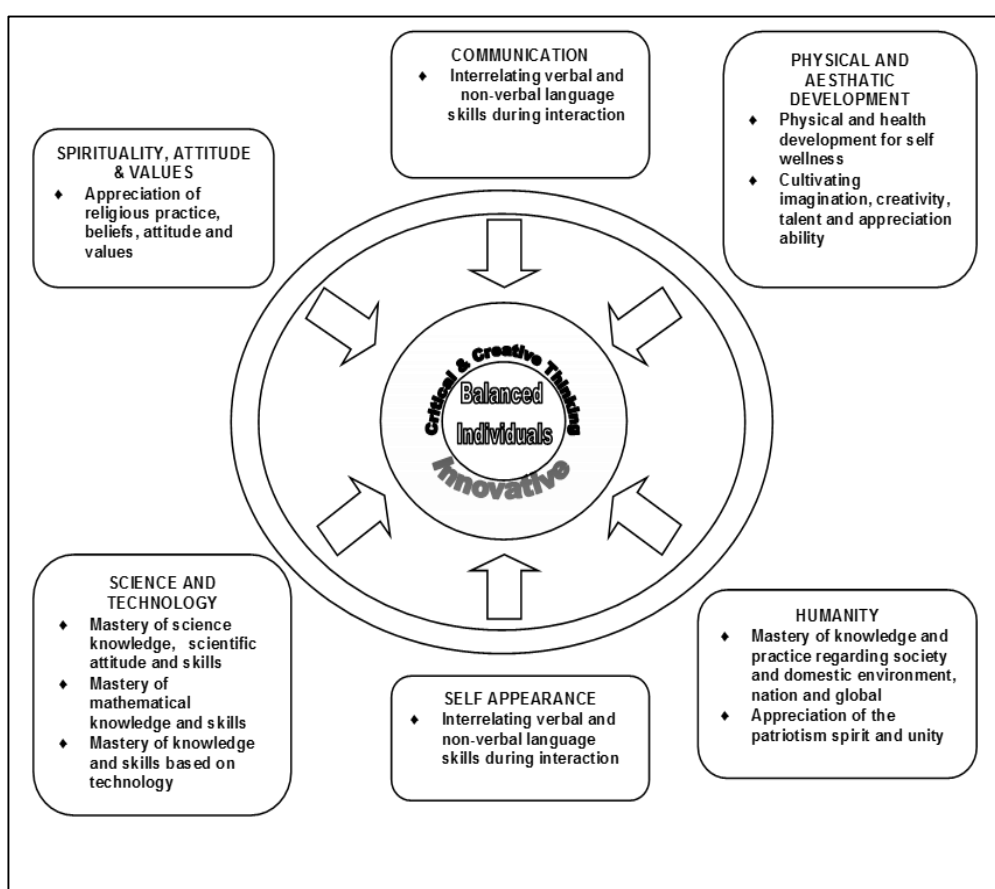 COMMUNICATION
♦ Interrelating verbal and
non-verbal language
skills during interaction
PHYSICAL AND
AESTHATIC
DEVELOPMENT
♦ Physical and health
development for self
wellness
♦ Cultivating
imagination, creativity,
talent and appreciation
ability
SPIRITUALITY, ATTITUDE
& VALUES
♦ Appreciation of
religious practice,
beliefs, attitude and
values
Critical & Creative Thinking
Balanced
Individuals
Innovative
SCIENCE AND
TECHNOLOGY
♦ Mastery of science
knowledge, scientific
attitude and skills
♦ Mastery of
mathematical
knowledge and skills
♦ Mastery of knowledge
and skills based on
technology
SELF APPEARANCE
♦ Interrelating verbal and
non-verbal language
skills during interaction
HUMANITY
♦ Mastery of knowledge and
practice regarding society
and domestic environment,
nation and global
♦ Appreciation of the
patriotism spirit and unity